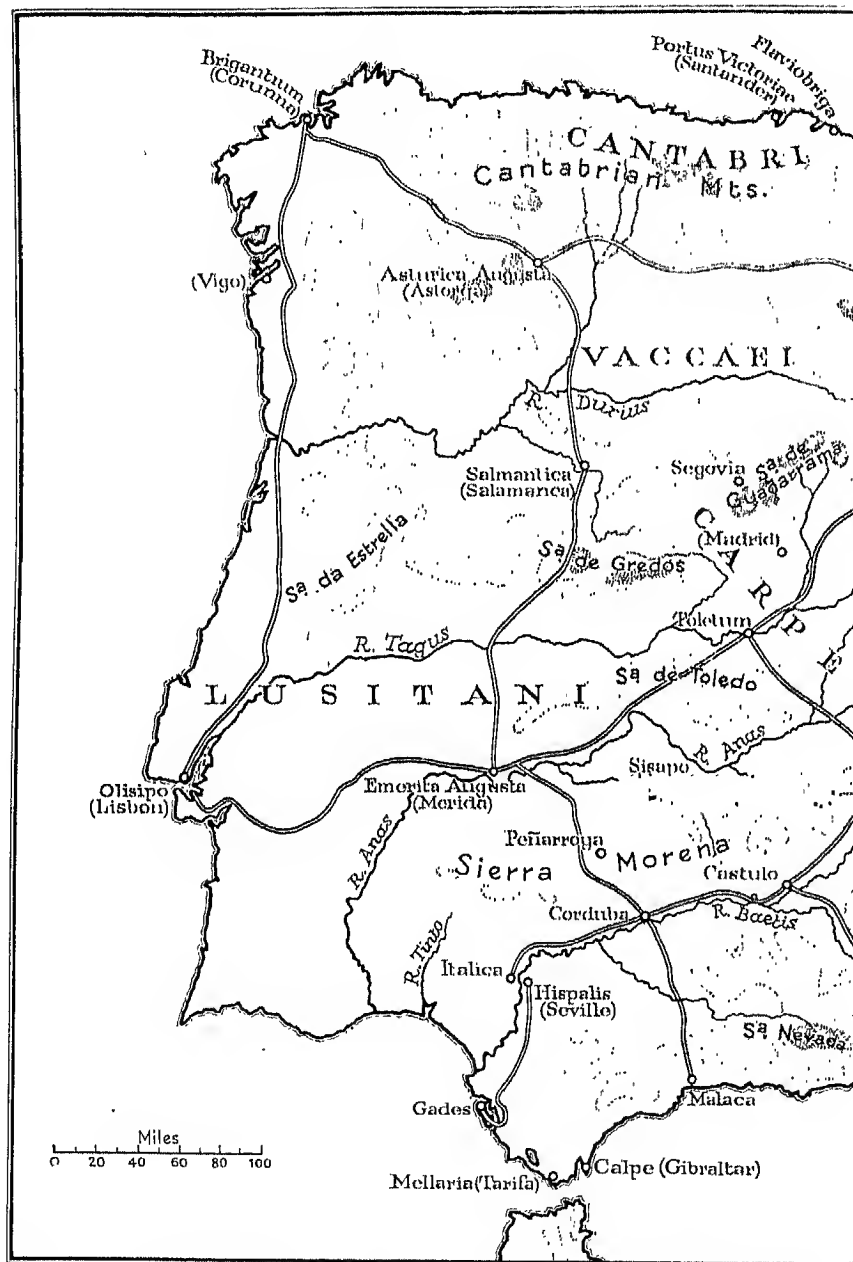 Brigantium
(Corunna)
Portus Victoriae
(Santander)
Flaviobriga
CANTABRI
Cantabrian Mts.
(Vigo)
Asturica Augusta
(Astorga)
VACCAEI
R. Durius
Salmantica
(Salamanca)
Segovia
Sa. de
Guadarrama
(Madrid)
CARPE
Sa. da Estrella
Sa. de Gredos
Toletum
R. Tagus
Sa. de Toledo
LUSITANI
R. Anas
Sisapo
Olisipo
(Lisbon)
Emerita Augusta
(Merida)
Peñarroya
R. Anas
Sierra Morena
Castulo
Corduba
R. Baetis
R. Tinto
Italica
Hispalis
(Seville)
Sa. Nevada
Gades
Malaca
Miles
0 20 40 60 80 100
Mellaria (Tarifa)
Calpe (Gibraltar)